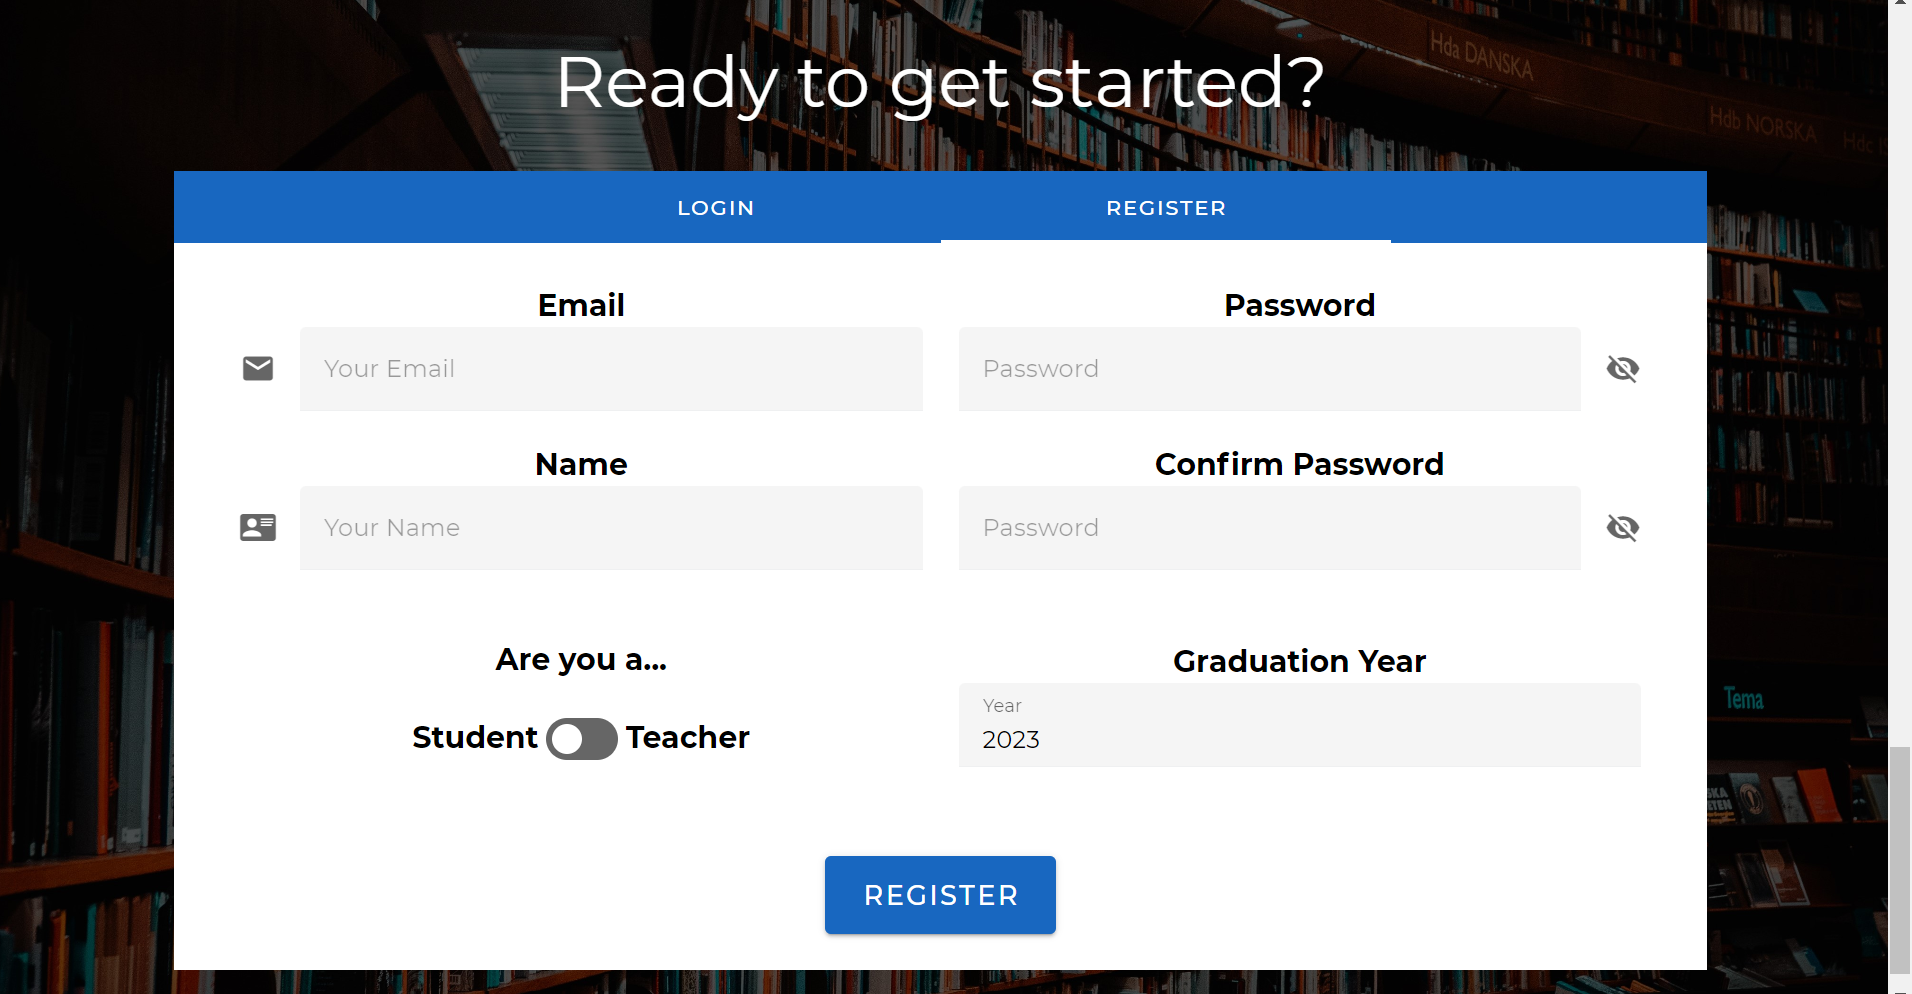 Ready to get started?
Hda DANSKA
Hdb NORSKA
LOGIN
REGISTER
Email
Password
Your Email
Password
Name
Confirm Password
Your Name
Password
Are you a...
Graduation Year
Student
Teacher
Year
2023
Tema
REGISTER